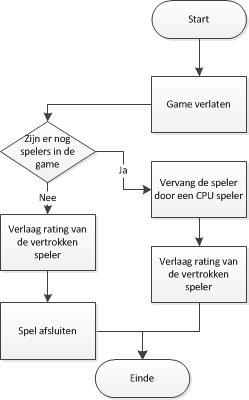 Start
Game verlaten
Zijn er nog
spelers in de
game
Ja
Nee
Vervang de speler
door een CPU speler
Verlaag rating van
de vertrokken
speler
Verlaag rating van
de vertrokken
speler
Spel afsluiten
Einde